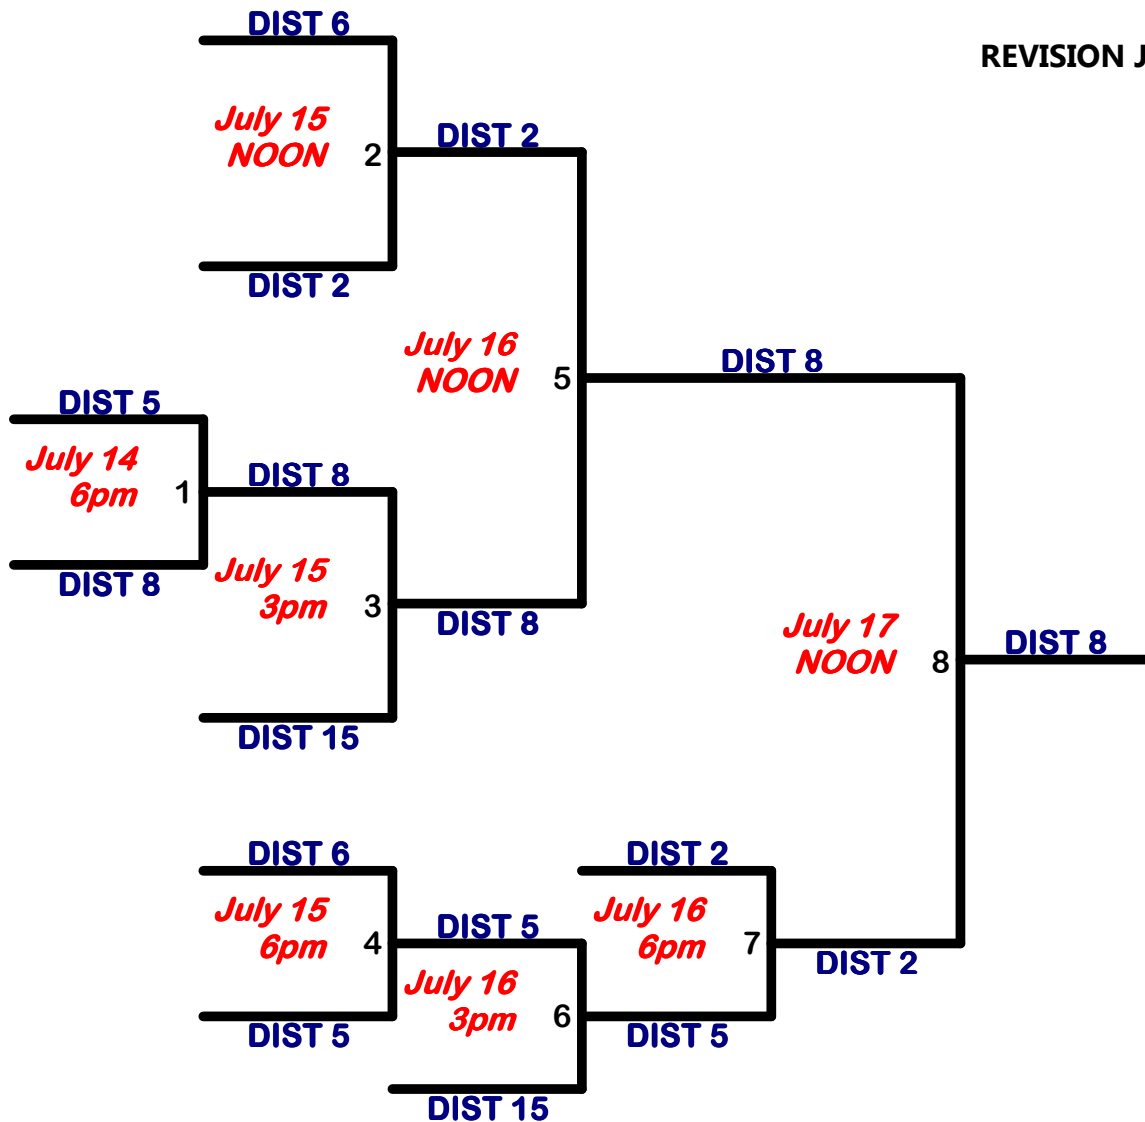 DIST 6
REVISION J
July 15
NOON
2
DIST 2
DIST 2
July 16
NOON
5
DIST 8
DIST 5
July 14
6pm
1
DIST 8
DIST 8
July 15
3pm
3
DIST 8
DIST 15
July 17
NOON
8
DIST 8
DIST 6
July 15
6pm
4
DIST 5
DIST 5
July 16
3pm
6
DIST 15
DIST 2
July 16
6pm
7
DIST 5
DIST 2